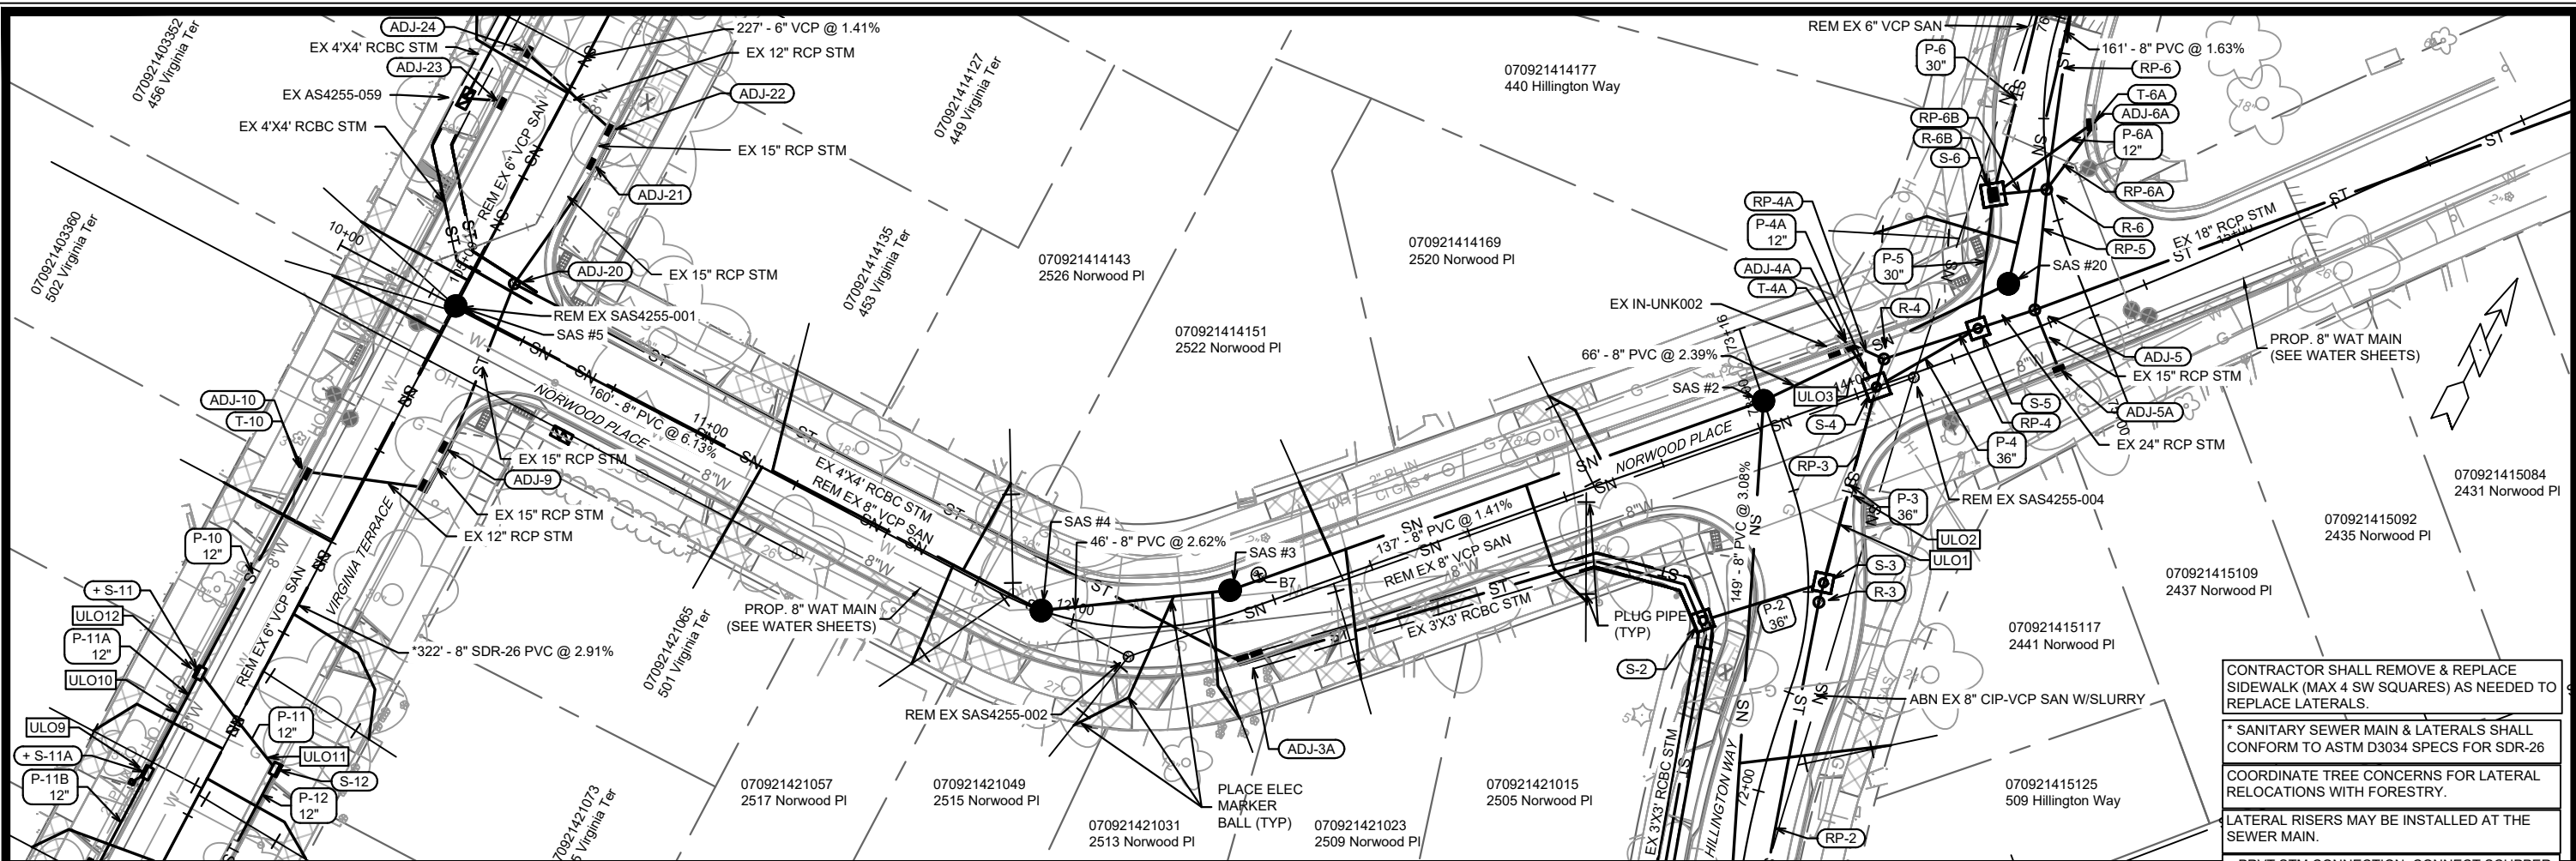 070921403352
456 Virginia Ter
ADJ-24
EX 4'X4' RCBC STM
ADJ-23
EX AS4255-059
EX 4'X4' RCBC STM
227' - 6" VCP @ 1.41%
EX 12" RCP STM
ADJ-22
EX 15" RCP STM
ADJ-21
REM EX 6" VCP SAN
070921414127
449 Virginia Ter
070921414177
440 Hillington Way
REM EX 6" VCP SAN
P-6
30"
161' - 8" PVC @ 1.63%
RP-6
T-6A
ADJ-6A
P-6A
12"
RP-6B
R-6B
S-6
RP-6A
R-6
RP-5
EX 18" RCP STM
070921403360
502 Virginia Ter
10+00
ADJ-20
EX 15" RCP STM
REM EX SAS4255-001
SAS #5
070921414135
453 Virginia Ter
070921414143
2526 Norwood Pl
070921414169
2520 Norwood Pl
070921414151
2522 Norwood Pl
RP-4A
P-4A
12"
ADJ-4A
T-4A
EX IN-UNK002
P-5
30"
R-4
SAS #20
73+16
66' - 8" PVC @ 2.39%
SAS #2
ULO3
14+00
S-4
PROP. 8" WAT MAIN
(SEE WATER SHEETS)
ADJ-5
EX 15" RCP STM
ADJ-5A
S-5
RP-4
P-4
36"
EX 24" RCP STM
ADJ-10
T-10
NORWOOD PLACE
160' - 8" PVC @ 6.13%
11+00
EX 15" RCP STM
ADJ-9
EX 15" RCP STM
EX 12" RCP STM
VIRGINIA TERRACE
EX 4'X4' RCBC STM
REM EX 8" VCP SAN
8"W
SAS #4
46' - 8" PVC @ 2.62%
12+00
SAS #3
B7
137' - 8" PVC @ 1.41%
REM EX 8" VCP SAN
NORWOOD PLACE
EX 3'X3' RCBC STM
RP-3
REM EX SAS4255-004
P-3
36"
ULO2
ULO1
149' - 8" PVC @ 3.08%
S-3
R-3
P-2
36"
PLUG PIPE
(TYP)
S-2
070921415084
2431 Norwood Pl
070921415092
2435 Norwood Pl
070921415109
2437 Norwood Pl
070921415117
2441 Norwood Pl
P-10
12"
+ S-11
ULO12
P-11A
12"
ULO10
REM EX 6" VCP SAN
*322' - 8" SDR-26 PVC @ 2.91%
ULO9
+ S-11A
P-11B
12"
P-11
12"
ULO11
S-12
P-12
12"
070921421065
501 Virginia Ter
PROP. 8" WAT MAIN
(SEE WATER SHEETS)
REM EX SAS4255-002
ADJ-3A
PLACE ELEC
MARKER
BALL (TYP)
070921421073
070921421057
2517 Norwood Pl
070921421049
2515 Norwood Pl
070921421031
2513 Norwood Pl
070921421023
2509 Norwood Pl
070921421015
2505 Norwood Pl
EX 3'X3' RCBC STM
HILLINGTON WAY
72+00
ABN EX 8" CIP-VCP SAN W/SLURRY
RP-2
070921415125
509 Hillington Way
CONTRACTOR SHALL REMOVE & REPLACE
SIDEWALK (MAX 4 SW SQUARES) AS NEEDED TO
REPLACE LATERALS.
* SANITARY SEWER MAIN & LATERALS SHALL
CONFORM TO ASTM D3034 SPECS FOR SDR-26
COORDINATE TREE CONCERNS FOR LATERAL
RELOCATIONS WITH FORESTRY.
LATERAL RISERS MAY BE INSTALLED AT THE
SEWER MAIN.